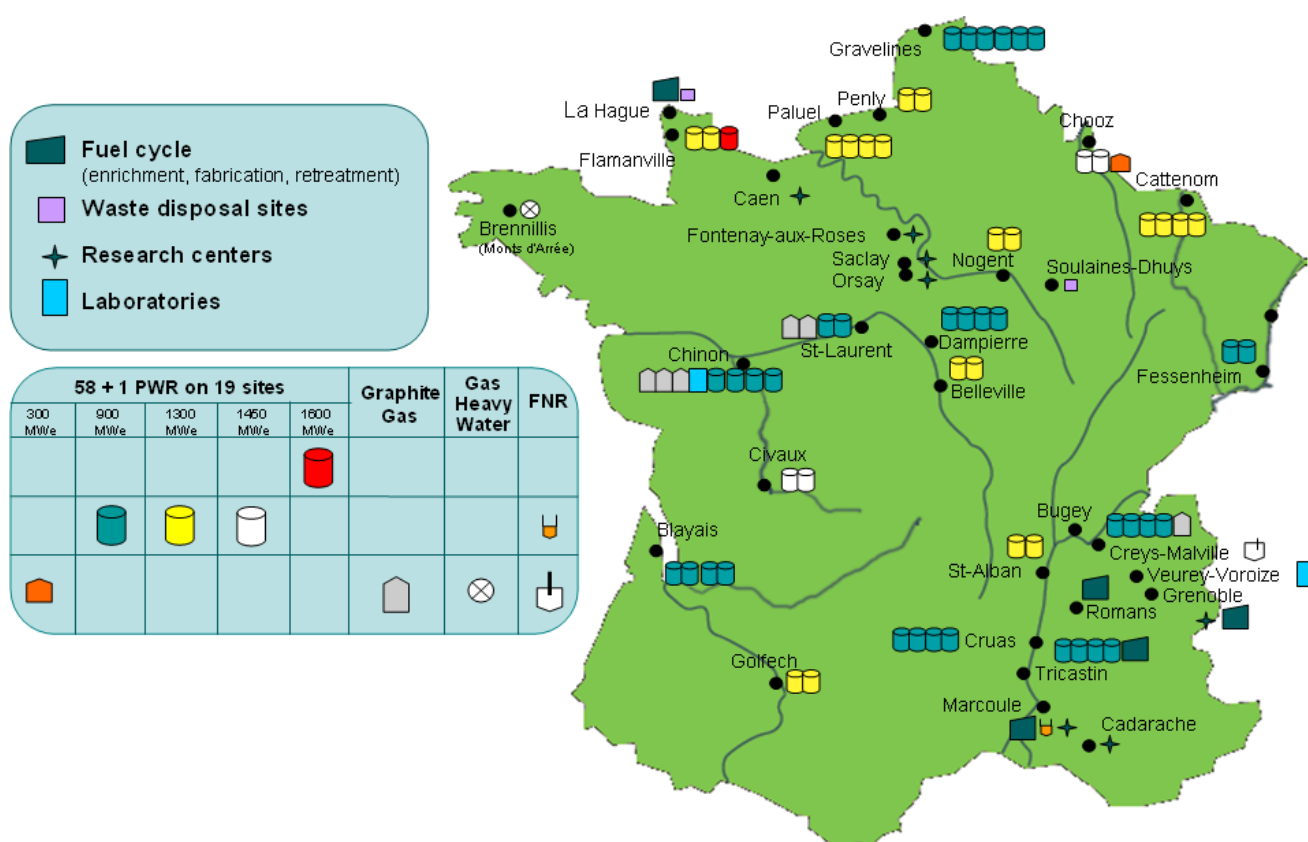 Fuel cycle
(enrichment, fabrication, retreatment)
Waste disposal sites
Research centers
Laboratories
58 + 1 PWR on 19 sites
Graphite
Gas
Gas
Heavy
Water
FNR
300
MWe
900
MWe
1300
MWe
1450
MWe
1600
MWe
Gravelines
La Hague
Flamanville
Paluel
Penly
Chooz
Cattenom
Caen
Brennillis
(Monts d'Arrée)
Fontenay-aux-Roses
Saclay
Orsay
Nogent
Soulaines-Dhuys
St-Laurent
Dampierre
Chinon
Belleville
Fessenheim
Civaux
Bugey
Blayais
Creys-Malville
St-Alban
Veurey-Voroize
Grenoble
Romans
Cruas
Golfech
Tricastin
Marcoule
Cadarache